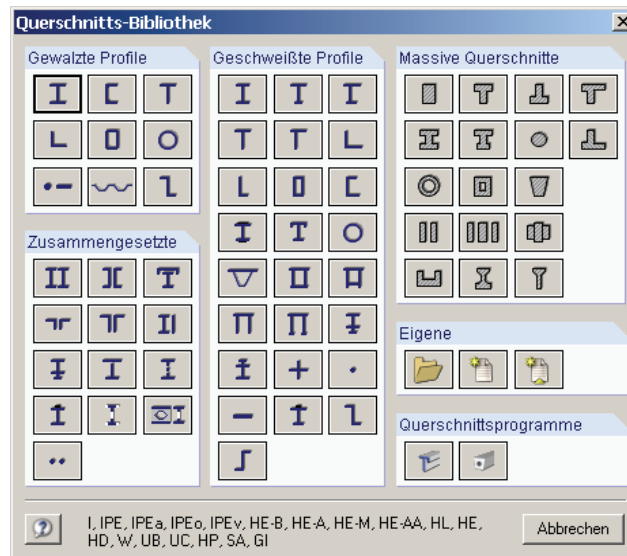 Querschnitts-Bibliothek
Gewalzte Profile
Geschweißte Profile
Massive Querschnitte
Zusammengesetzte
Eigene
Querschnittsprogramme
I, IPE, IPEa, IPEo, IPEv, HE-B, HE-A, HE-M, HE-AA, HL, HE,
HD, W, UB, UC, HP, SA, GI
Abbrechen